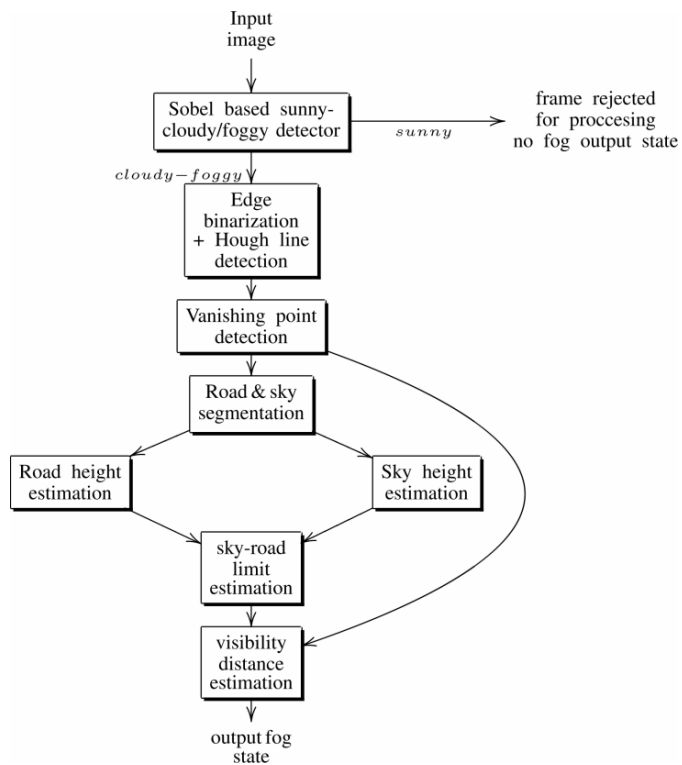 Input
image
Sobel based sunny-
cloudy/foggy detector
sunny
frame rejected
for proccesing
no fog output state
cloudy-foggy
Edge
binarization
+ Hough line
detection
Vanishing point
detection
Road & sky
segmentation
Road height
estimation
Sky height
estimation
sky-road
limit
estimation
visibility
distance
estimation
output fog
state